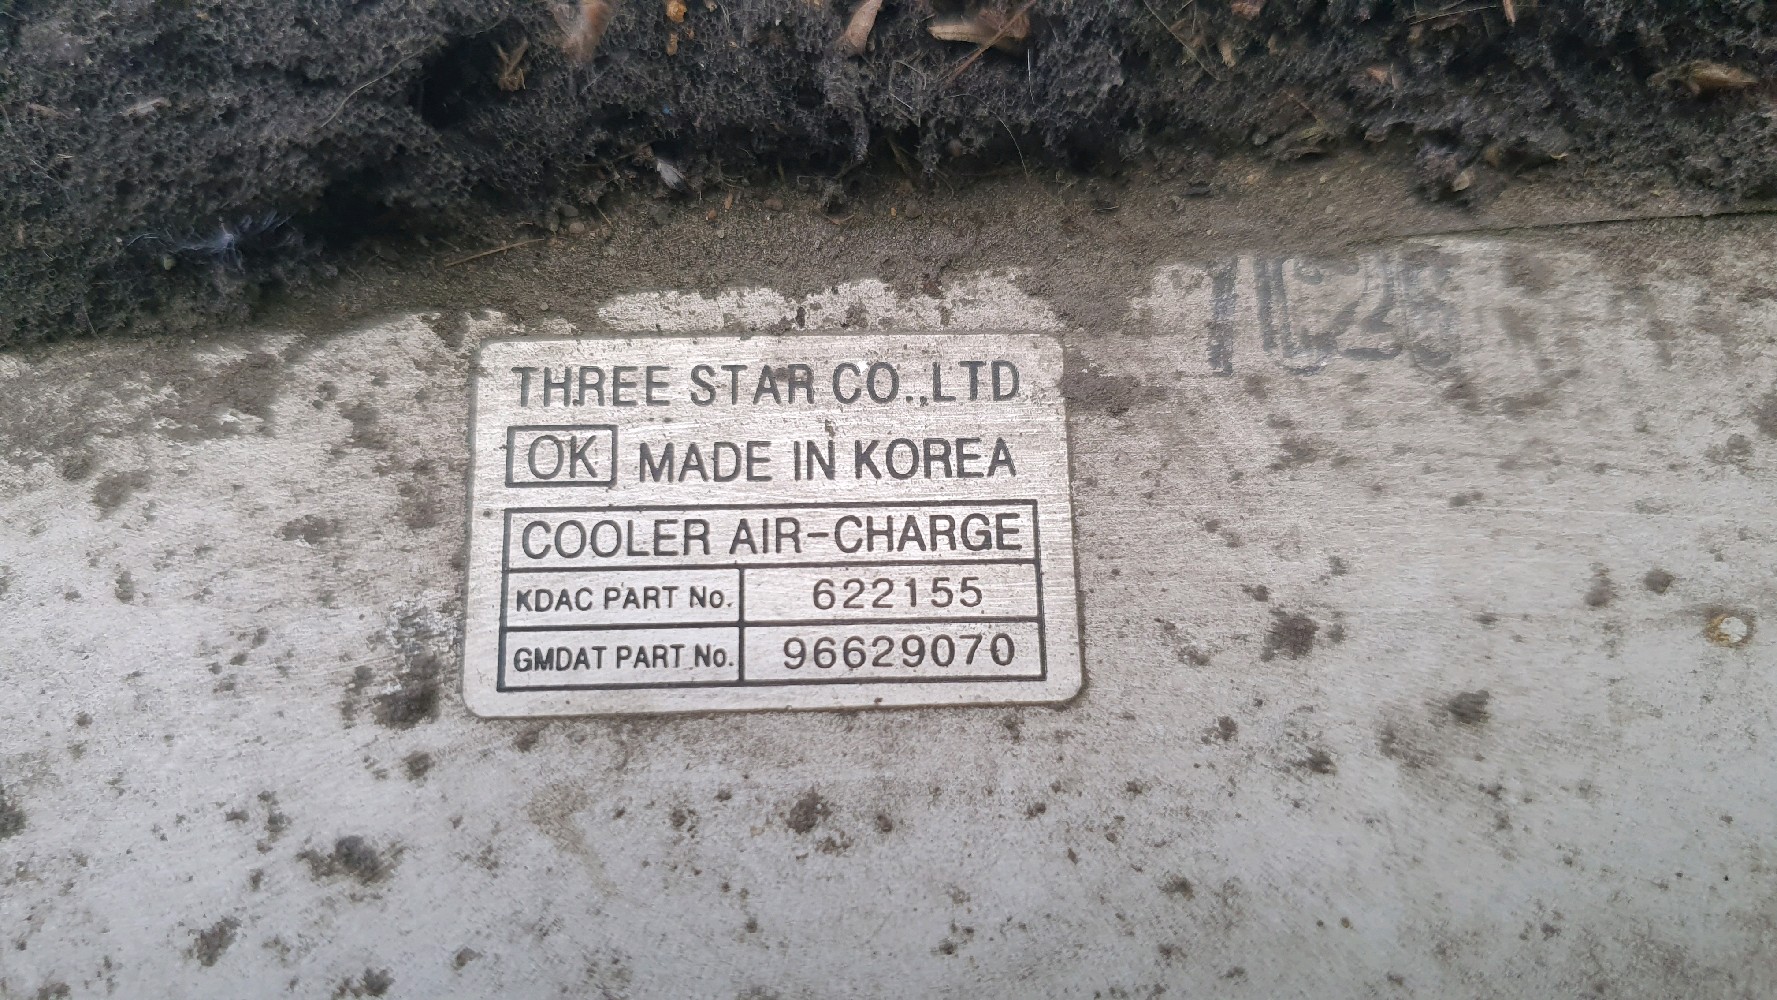 THREE STAR CO.,LTD
OK MADE IN KOREA
COOLER AIR-CHARGE
KDAC PART No. 622155
GMDAT PART No. 96629070